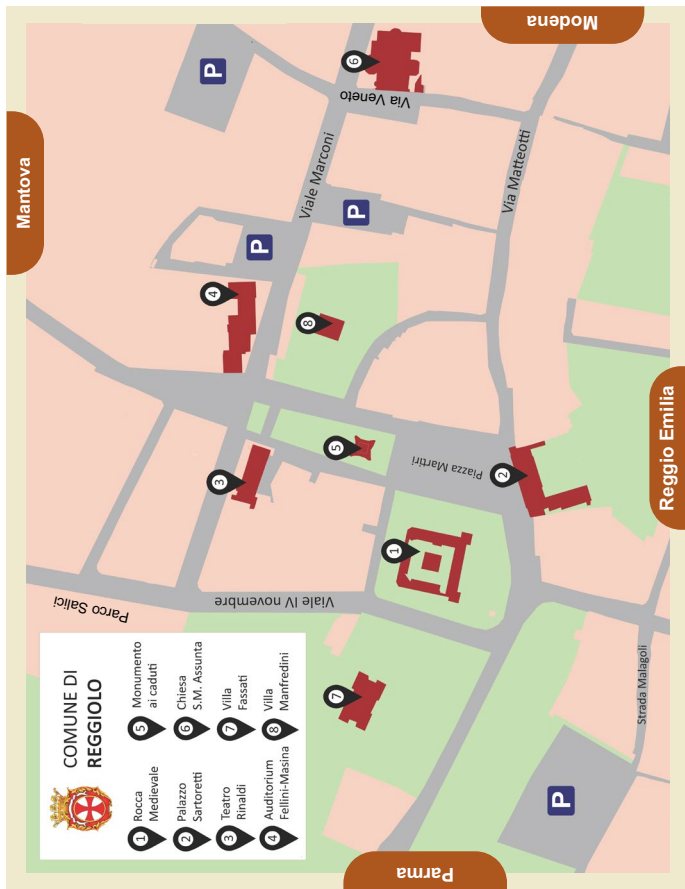 COMUNE DI
REGGIOLO
1
Rocca
Medievale
2
Palazzo
Sartoretti
3
Teatro
Rinaldi
4
Auditorium
Fellini-Masina
5
Monumento
ai caduti
6
Chiesa
S.M. Assunta
7
Villa
Fassati
8
Villa
Manfredini
Mantova
Modena
Parma
Reggio Emilia
Parco Salici
Viale IV novembre
Viale Marconi
Via Veneto
Via Matteotti
Piazza Martiri
Strada Malagoli
P
P
P
P
1
2
3
4
5
6
7
8